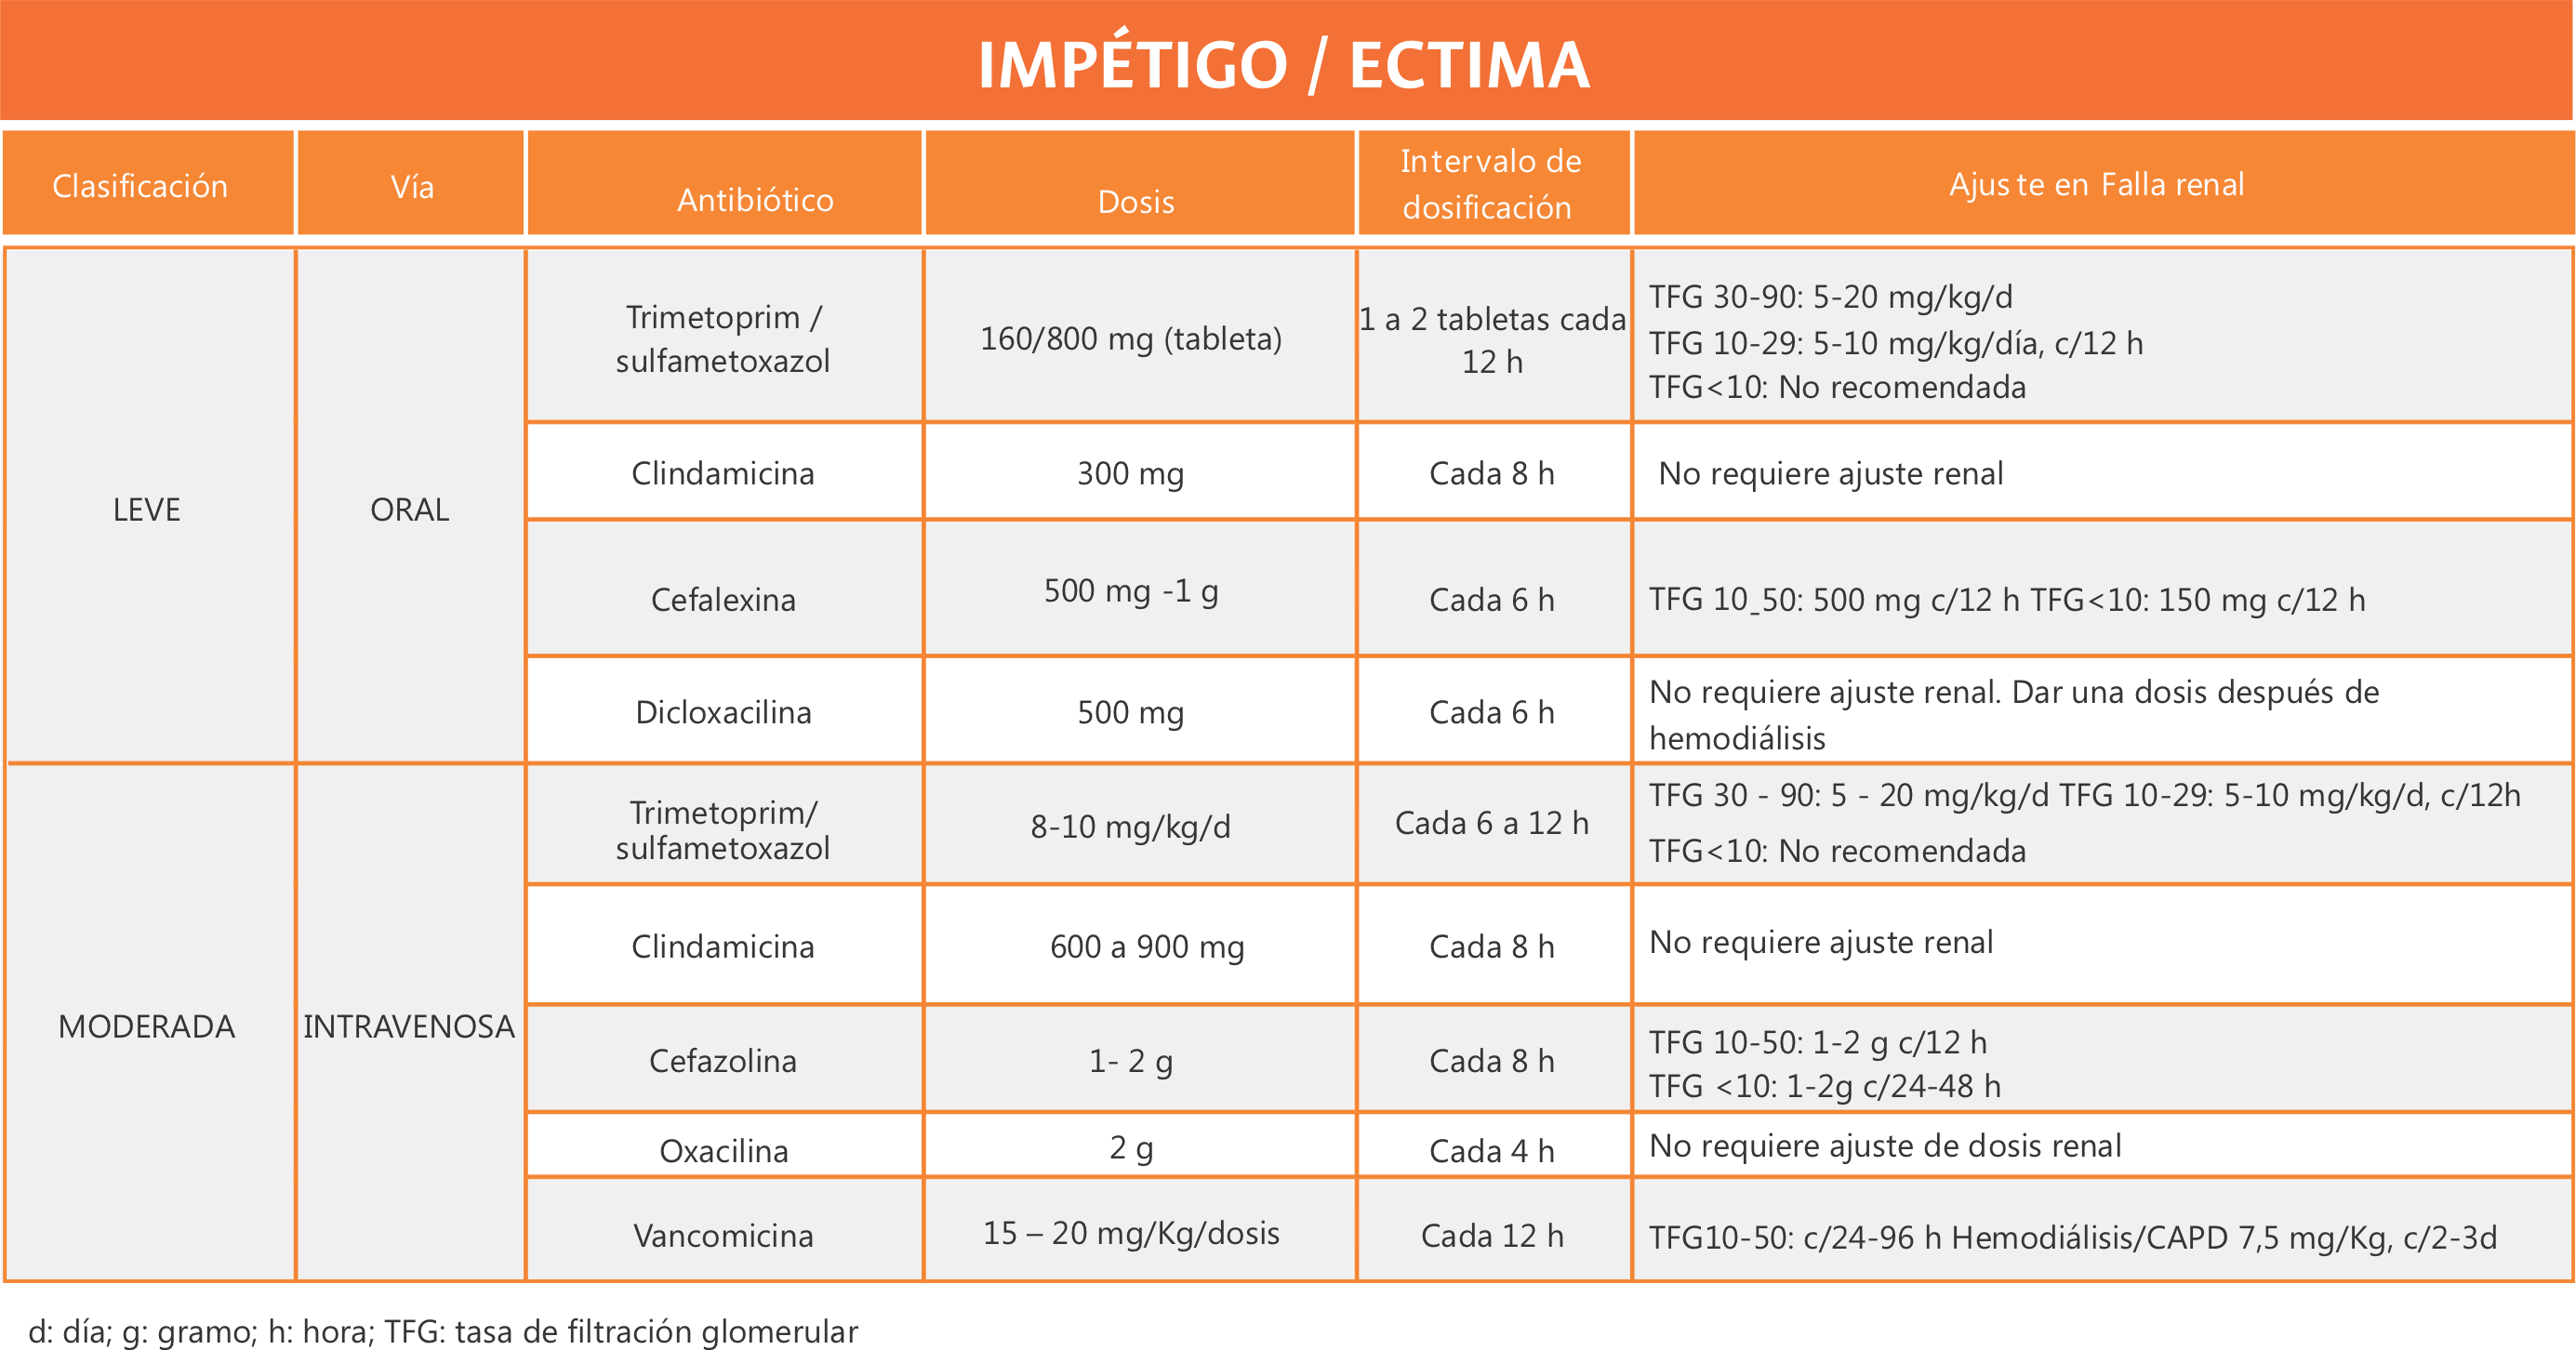 IMPÉTIGO / ECTIMA
Clasificación
Vía
Antibiótico
Dosis
Intervalo de
dosificación
Ajuste en Falla renal
LEVE
ORAL
Trimetoprim /
sulfametoxazol
160/800 mg (tableta)
1 a 2 tabletas cada
12 h
TFG 30-90: 5-20 mg/kg/d
TFG 10-29: 5-10 mg/kg/día, c/12 h
TFG<10: No recomendada
Clindamicina
300 mg
Cada 8 h
No requiere ajuste renal
Cefalexina
500 mg -1 g
Cada 6 h
TFG 10_50: 500 mg c/12 h TFG<10: 150 mg c/12 h
Dicloxacilina
500 mg
Cada 6 h
No requiere ajuste renal. Dar una dosis después de
hemodiálisis
MODERADA
INTRAVENOSA
Trimetoprim/
sulfametoxazol
8-10 mg/kg/d
Cada 6 a 12 h
TFG 30 - 90: 5 - 20 mg/kg/d TFG 10-29: 5-10 mg/kg/d, c/12h
TFG<10: No recomendada
Clindamicina
600 a 900 mg
Cada 8 h
No requiere ajuste renal
Cefazolina
1- 2 g
Cada 8 h
TFG 10-50: 1-2 g c/12 h
TFG <10: 1-2g c/24-48 h
Oxacilina
2 g
Cada 4 h
No requiere ajuste de dosis renal
Vancomicina
15 – 20 mg/Kg/dosis
Cada 12 h
TFG10-50: c/24-96 h Hemodiálisis/CAPD 7,5 mg/Kg, c/2-3d
d: día; g: gramo; h: hora; TFG: tasa de filtración glomerular